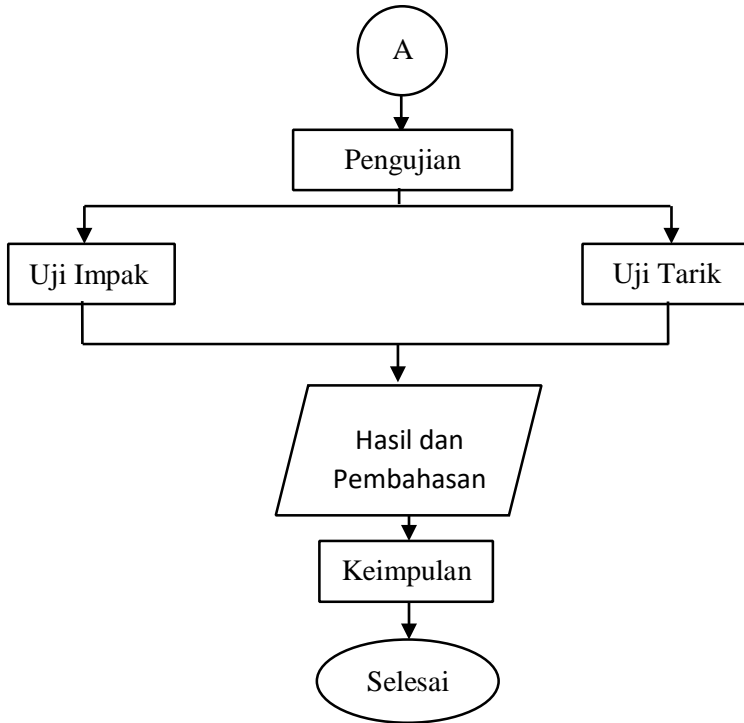 A
Pengujian
Uji Impak
Uji Tarik
Hasil dan
Pembahasan
Keimpulan
Selesai